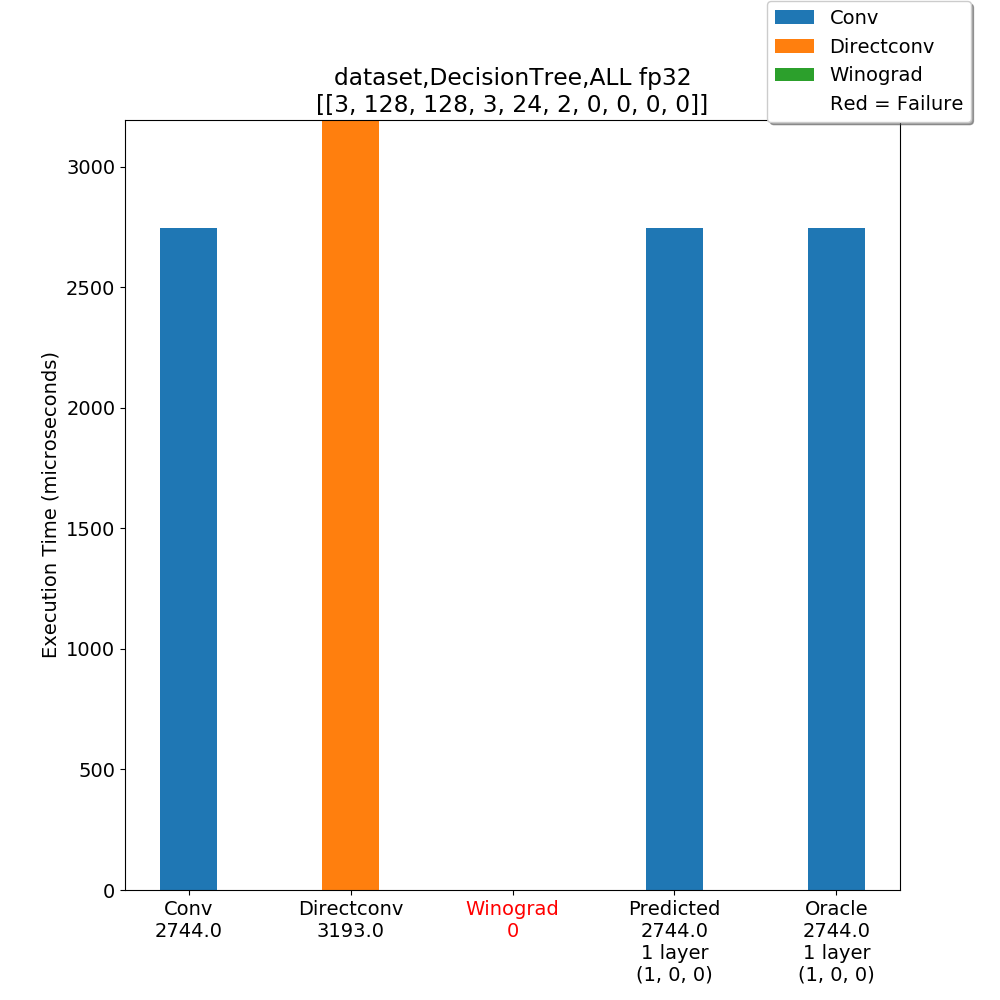 Conv
Directconv
Winograd
Red = Failure
dataset,DecisionTree,ALL fp32
[[3, 128, 128, 3, 24, 2, 0, 0, 0, 0]]
Execution Time (microseconds)
3000
2500
2000
1500
1000
500
0
Conv
2744.0
Directconv
3193.0
Winograd
0
Predicted
2744.0
1 layer
(1, 0, 0)
Oracle
2744.0
1 layer
(1, 0, 0)